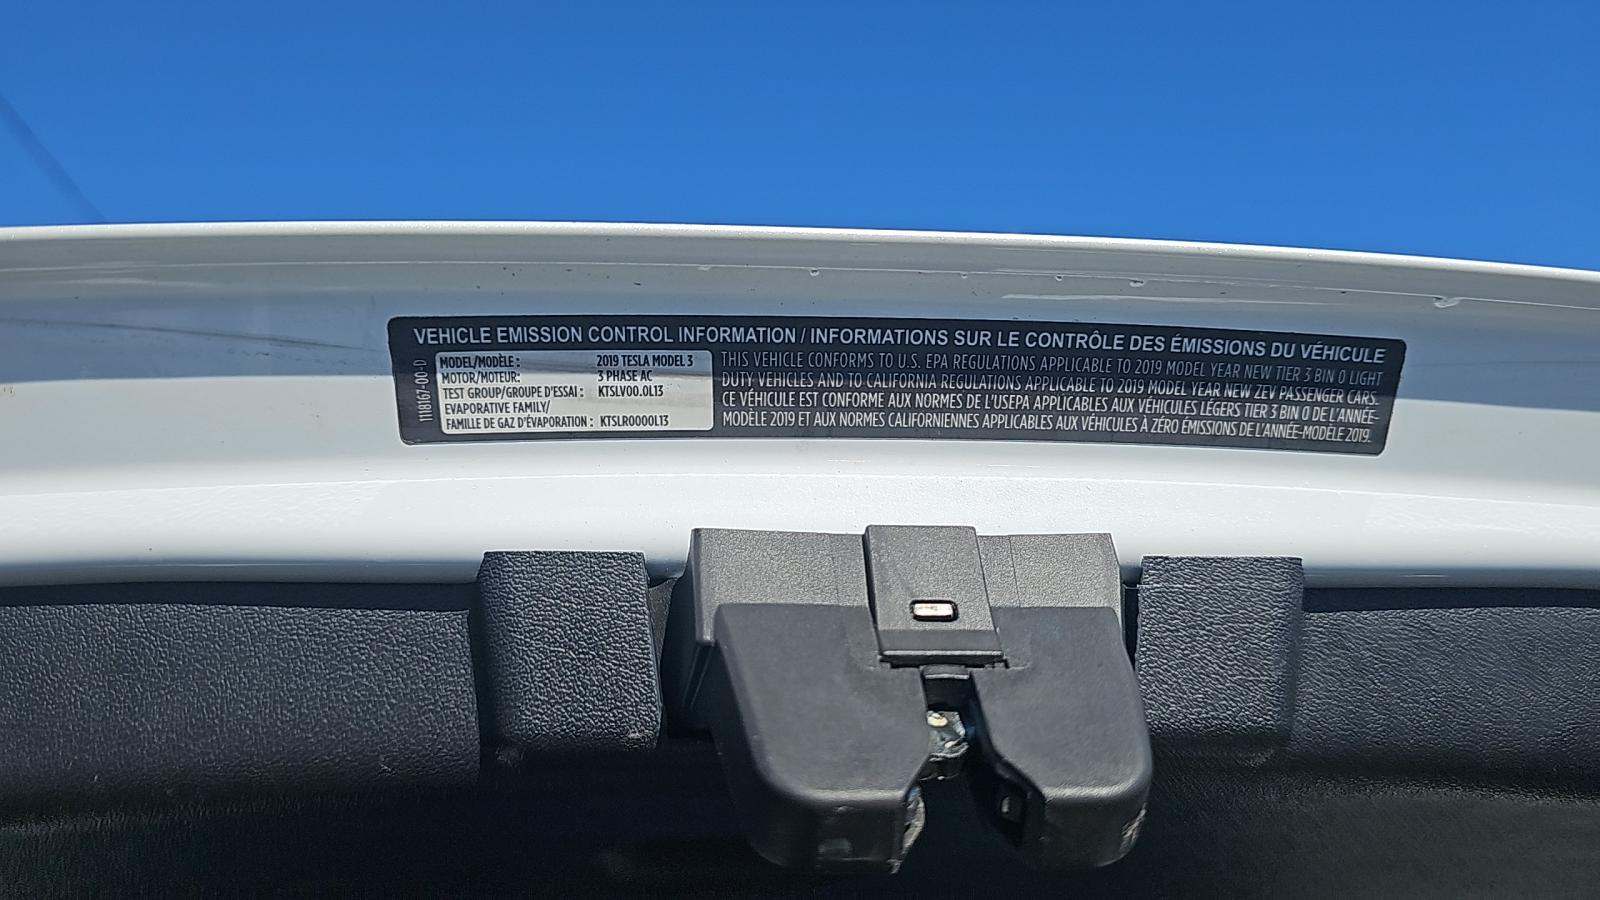 VEHICLE EMISSION CONTROL INFORMATION / INFORMATIONS SUR LE CONTRÔLE DES ÉMISSIONS DU VÉHICULE
1118167-00-D
MODEL/MODÈLE : 2019 TESLA MODEL 3
MOTOR/MOTEUR: 3 PHASE AC
TEST GROUP/GROUPE D'ESSAI : KTSLV00.0L13
EVAPORATIVE FAMILY/
FAMILLE DE GAZ D'ÉVAPORATION : KTSLR0000L13
THIS VEHICLE CONFORMS TO U.S. EPA REGULATIONS APPLICABLE TO 2019 MODEL YEAR NEW TIER 3 BIN 0 LIGHT
DUTY VEHICLES AND TO CALIFORNIA REGULATIONS APPLICABLE TO 2019 MODEL YEAR NEW ZEV PASSENGER CARS.
CE VÉHICULE EST CONFORME AUX NORMES DE L'USEPA APPLICABLES AUX VÉHICULES LÉGERS TIER 3 BIN 0 DE L'ANNÉE-
MODÈLE 2019 ET AUX NORMES CALIFORNIENNES APPLICABLES AUX VÉHICULES À ZÉRO ÉMISSIONS DE L'ANNÉE-MODÈLE 2019.